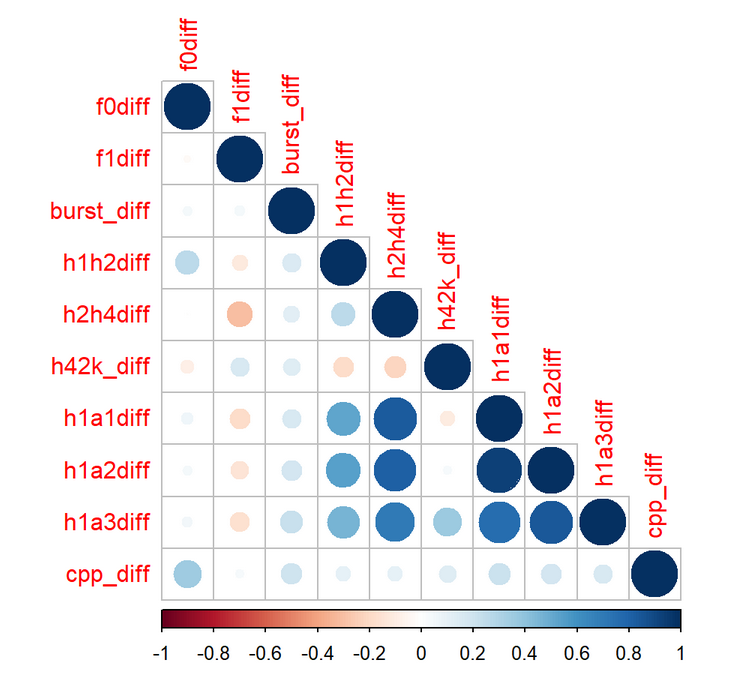 f0diff
f1diff
burst_diff
h1h2diff
h2h4diff
h42k_diff
h1a1diff
h1a2diff
h1a3diff
cpp_diff
f0diff
f1diff
burst_diff
h1h2diff
h2h4diff
h42k_diff
h1a1diff
h1a2diff
h1a3diff
cpp_diff
-1 -0.8 -0.6 -0.4 -0.2 0 0.2 0.4 0.6 0.8 1